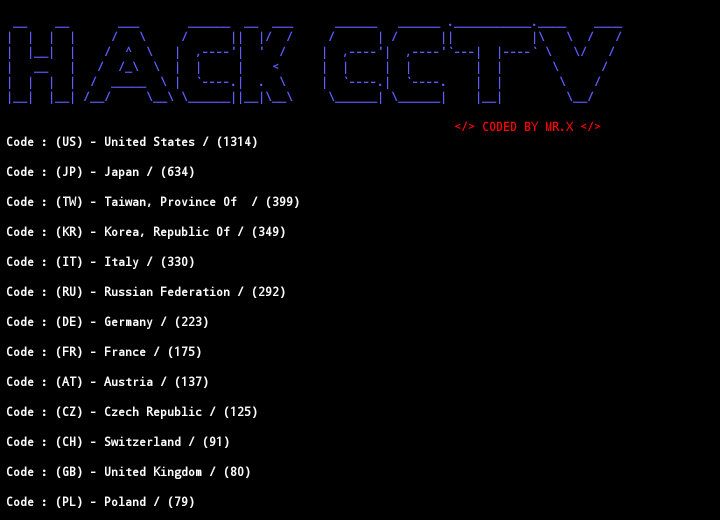 HACK CCTV
</> CODED BY MR.X </>
Code : (US) - United States / (1314)
Code : (JP) - Japan / (634)
Code : (TW) - Taiwan, Province Of  / (399)
Code : (KR) - Korea, Republic Of / (349)
Code : (IT) - Italy / (330)
Code : (RU) - Russian Federation / (292)
Code : (DE) - Germany / (223)
Code : (FR) - France / (175)
Code : (AT) - Austria / (137)
Code : (CZ) - Czech Republic / (125)
Code : (CH) - Switzerland / (91)
Code : (GB) - United Kingdom / (80)
Code : (PL) - Poland / (79)